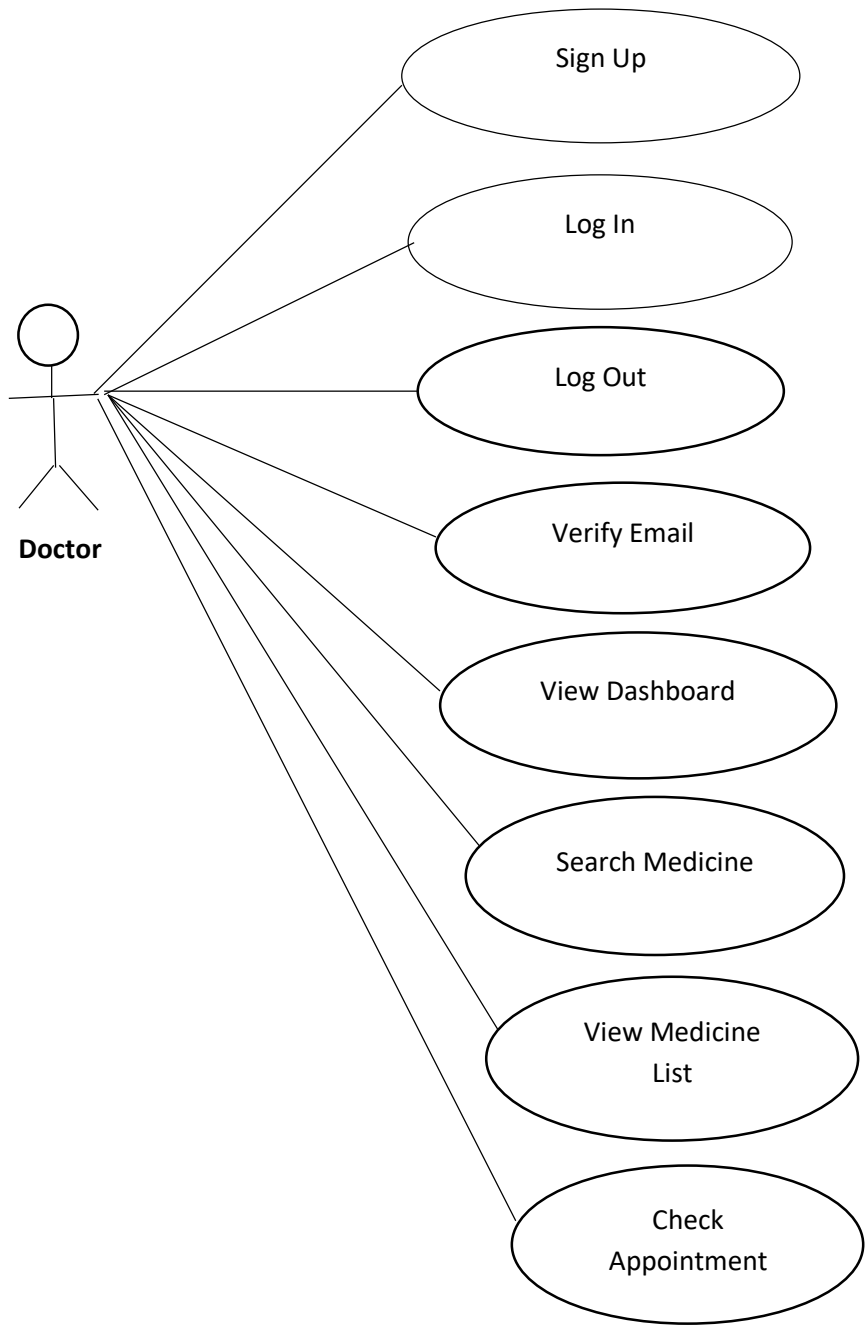 Sign Up
Log In
Log Out
Verify Email
Doctor
View Dashboard
Search Medicine
View Medicine
List
Check
Appointment